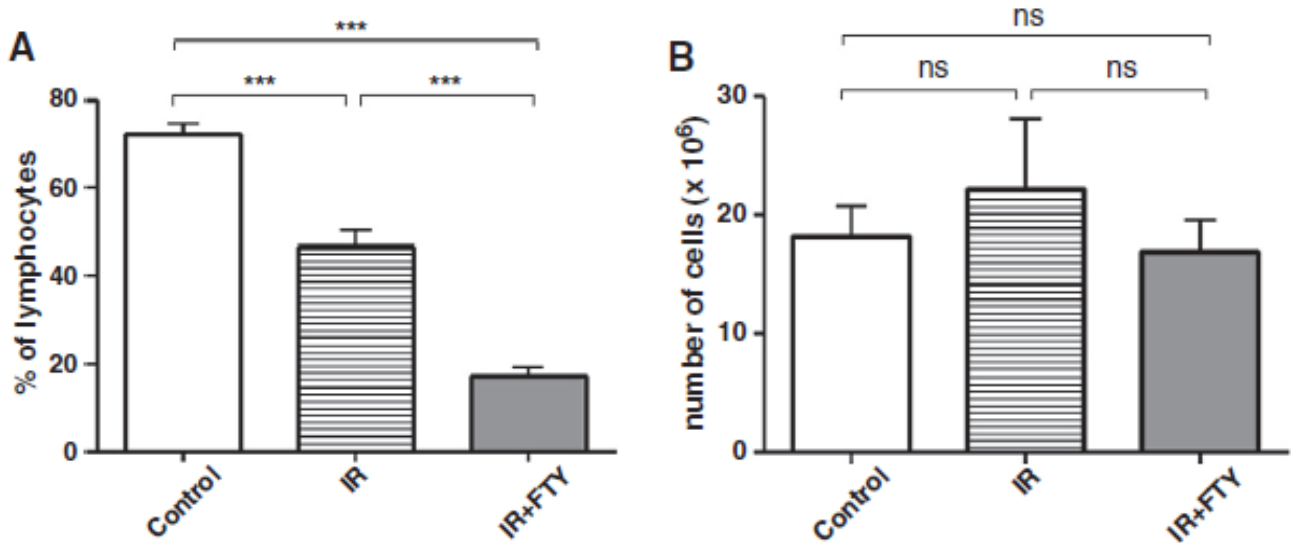 A
***
***
***
% of lymphocytes
80
60
40
20
0
Control
IR
IR+FTY
B
ns
ns
ns
number of cells (x 10⁶)
30
20
10
0
Control
IR
IR+FTY